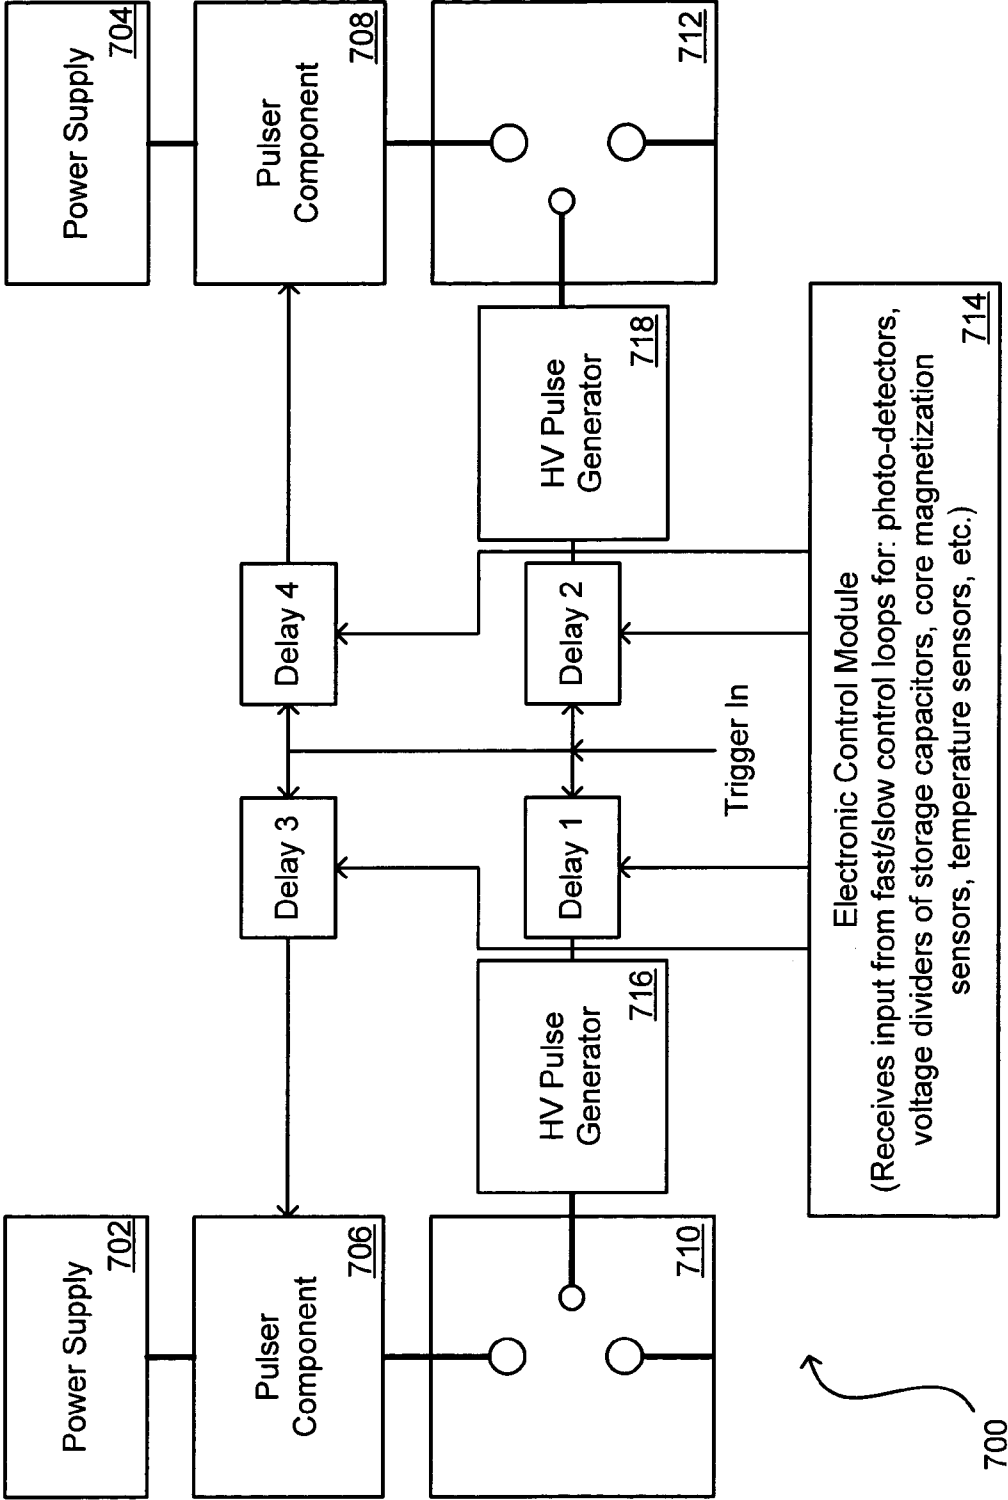 Power Supply
702
Power Supply
704
Pulser
Component
706
Delay 3
Delay 4
Pulser
Component
708
710
HV Pulse
Generator
716
Delay 1
Delay 2
HV Pulse
Generator
718
712
Trigger In
Electronic Control Module
(Receives input from fast/slow control loops for: photo-detectors,
voltage dividers of storage capacitors, core magnetization
sensors, temperature sensors, etc.)
714
700